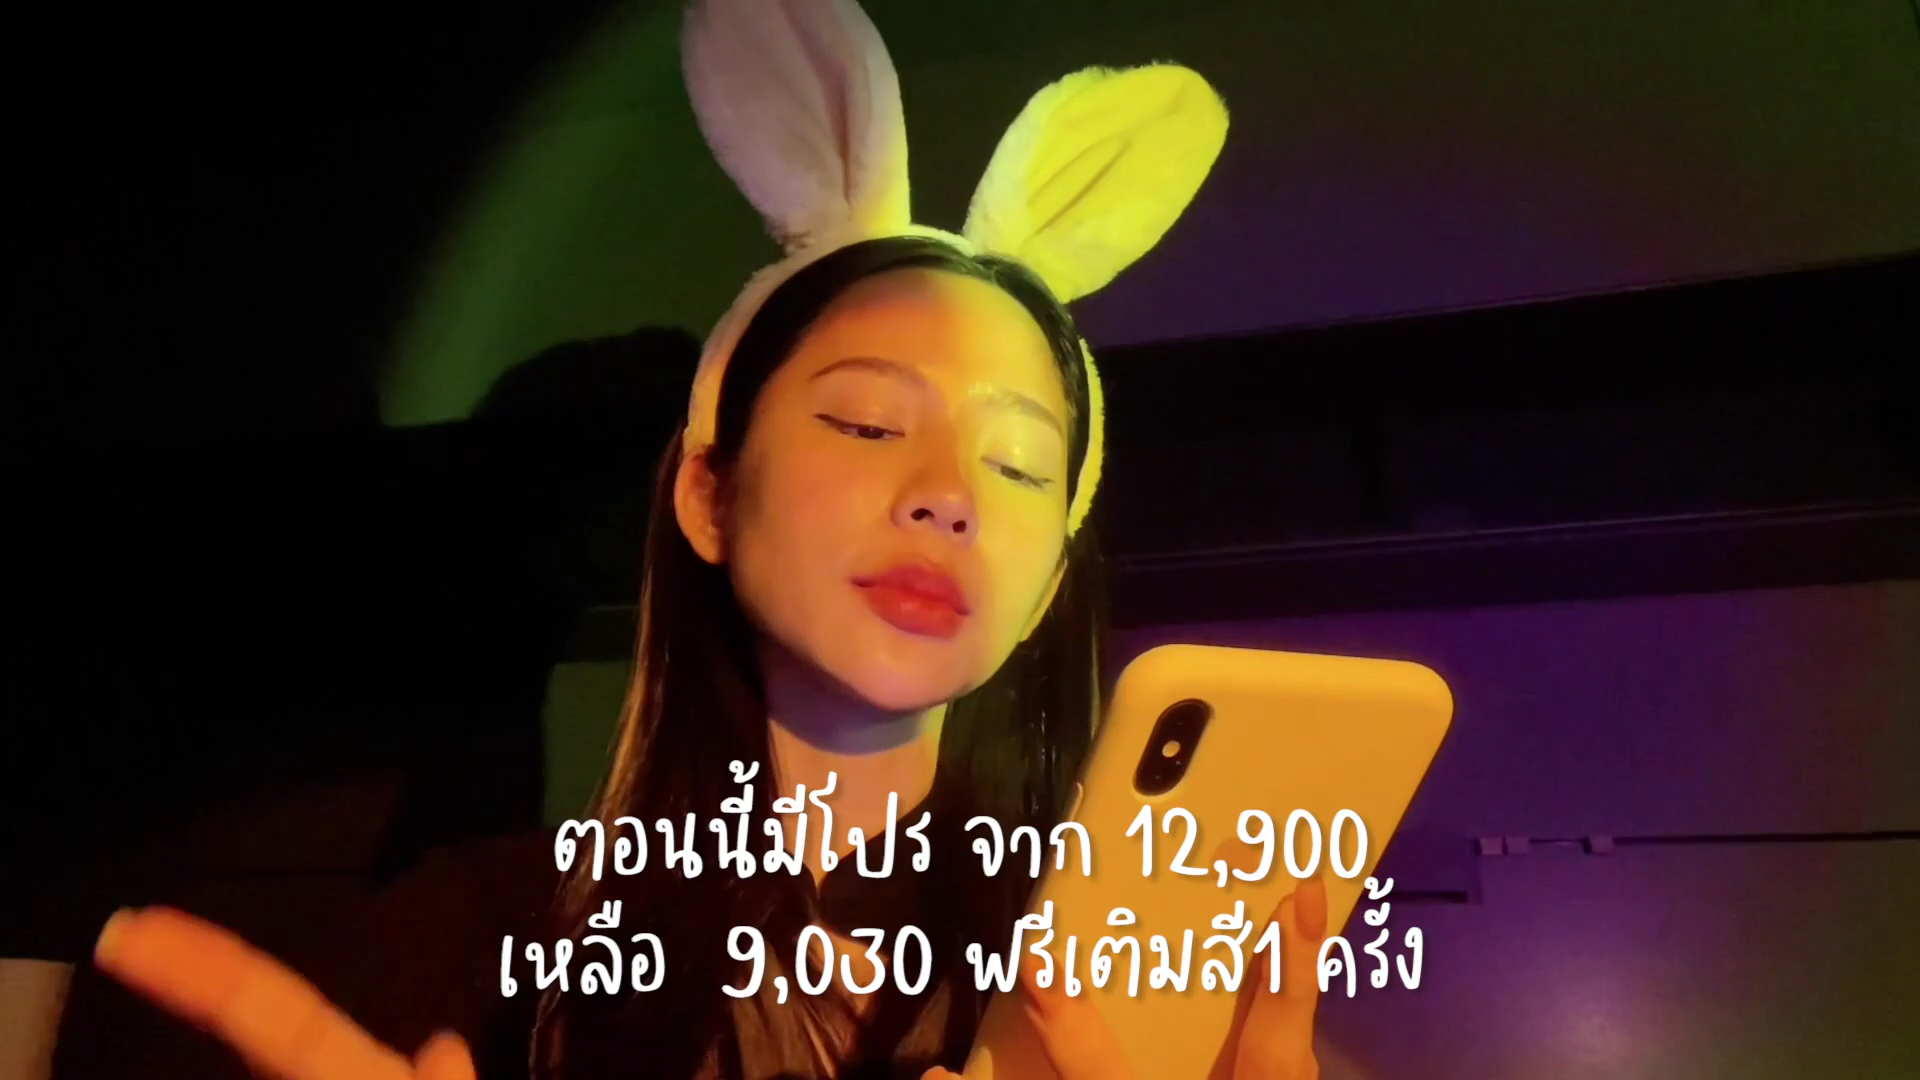 ตอนนี้มีโปร จาก 12,900
เหลือ 9,030 ฟรีเติมสี1 ครั้ง